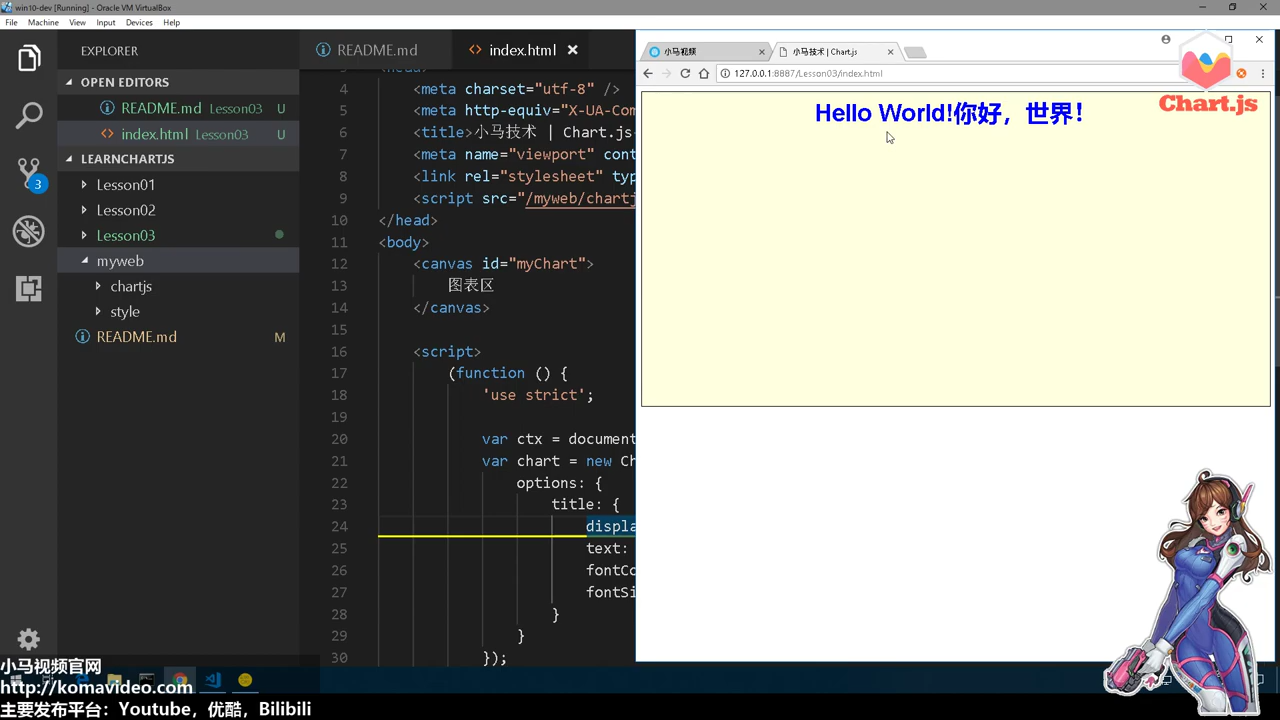 win10-dev [Running] - Oracle VM VirtualBox
File Machine View Input Devices Help
EXPLORER
OPEN EDITORS
README.md Lesson03 U
index.html Lesson03 U
LEARNCHARTJS
Lesson01
Lesson02
Lesson03
myweb
chartjs
style
README.md M
3
README.md
index.html
4 <meta charset="utf-8" />
5 <meta http-equiv="X-UA-Com
6 <title>小马技术 | Chart.js
7 <meta name="viewport" cont
8 <link rel="stylesheet" typ
9 <script src="/myweb/chartj
10 </head>
11 <body>
12 <canvas id="myChart">
13 图表区
14 </canvas>
15
16 <script>
17 (function () {
18 'use strict';
19
20 var ctx = document
21 var chart = new Ch
22 options: {
23 title: {
24 displa
25 text:
26 fontCo
27 fontSi
28 }
29 }
30 });
小马视频
小马技术 | Chart.js
127.0.0.1:8887/Lesson03/index.html
Chart.js
Hello World!你好，世界！
小马视频官网
http://komavideo.com
主要发布平台：Youtube，优酷，Bilibili